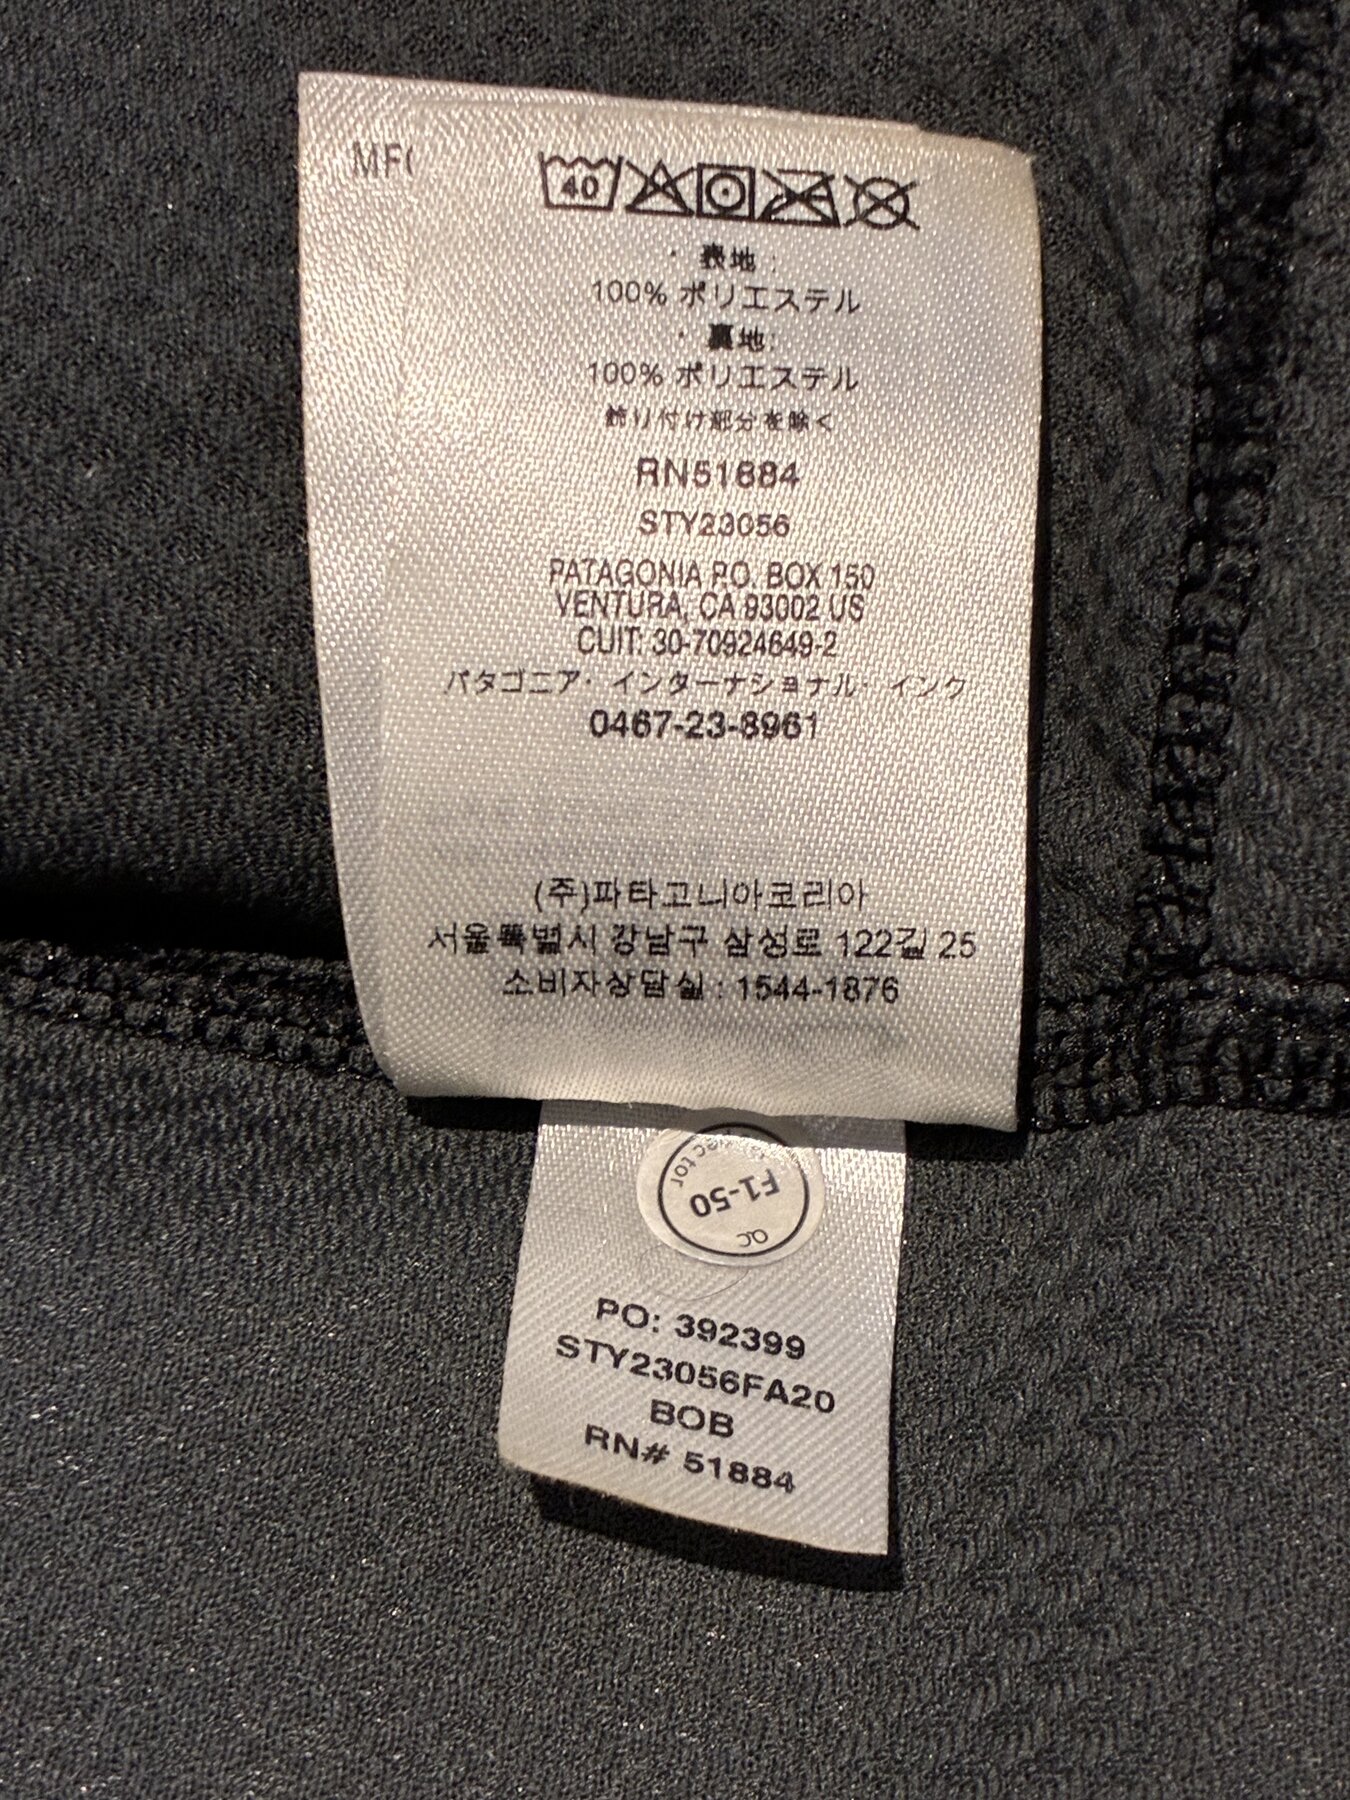 MF
40
・表地:
100% ポリエステル
・裏地:
100% ポリエステル
飾り付け部分を除く
RN51884
STY23056
PATAGONIA P.O. BOX 150
VENTURA, CA 93002 US
CUIT: 30-70924649-2
パタゴニア・インターナショナル・インク
0467-23-8961
(주)파타고니아코리아
서울특별시 강남구 삼성로 122길 25
소비자상담실 : 1544-1876
QC
F1-50
PO: 392399
STY23056FA20
BOB
RN# 51884